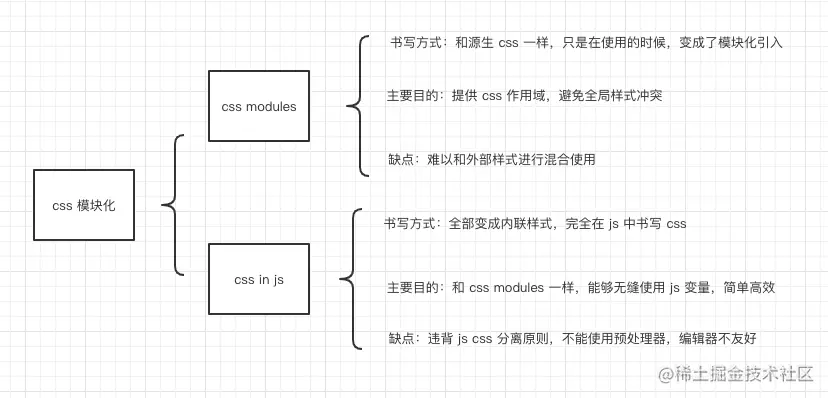 css 模块化
css modules
书写方式：和源生 css 一样，只是在使用的时候，变成了模块化引入
主要目的：提供 css 作用域，避免全局样式冲突
缺点：难以和外部样式进行混合使用
css in js
书写方式：全部变成内联样式，完全在 js 中书写 css
主要目的：和 css modules 一样，能够无缝使用 js 变量，简单高效
缺点：违背 js css 分离原则，不能使用预处理器，编辑器不友好
@稀土掘金技术社区